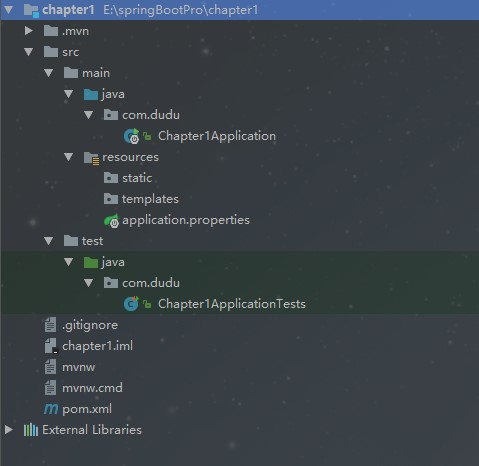 chapter1 E:\springBootPro\chapter1
.mvn
src
main
java
com.dudu
Chapter1Application
resources
static
templates
application.properties
test
java
com.dudu
Chapter1ApplicationTests
.gitignore
chapter1.iml
mvnw
mvnw.cmd
pom.xml
External Libraries